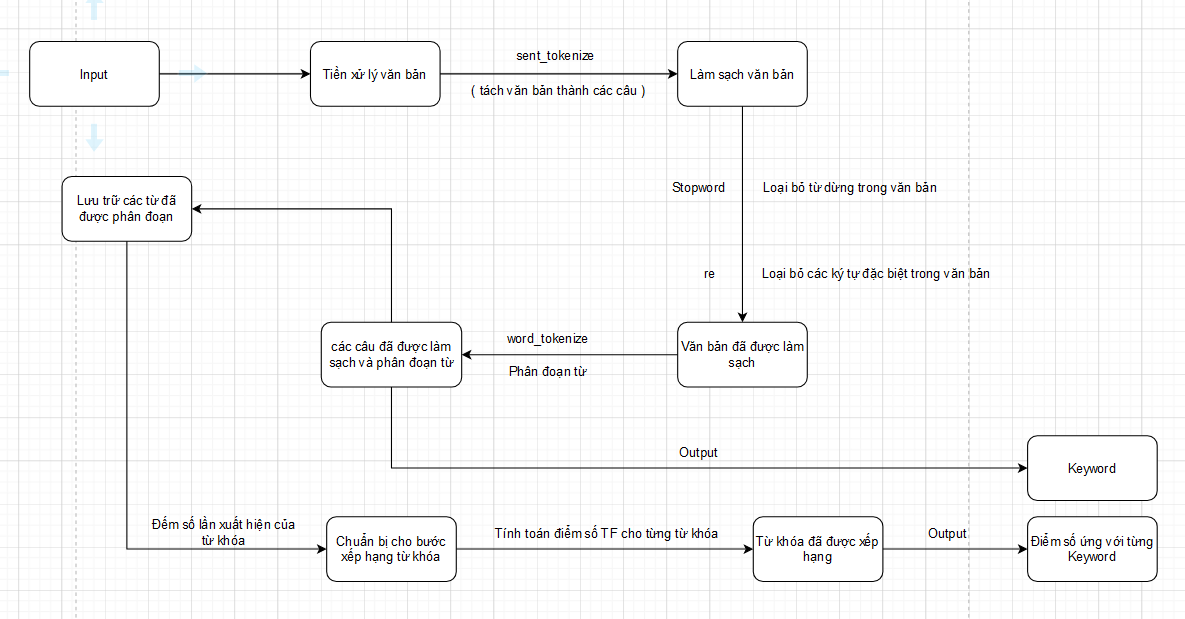 Input
Tiền xử lý văn bản
sent_tokenize
( tách văn bản thành các câu )
Làm sạch văn bản
Stopword
Loại bỏ từ dừng trong văn bản
re
Loại bỏ các ký tự đặc biệt trong văn bản
Văn bản đã được làm
sạch
word_tokenize
Phân đoạn từ
các câu đã được làm
sạch và phân đoạn từ
Lưu trữ các từ đã
được phân đoạn
Output
Keyword
Đếm số lần xuất hiện của
từ khóa
Chuẩn bị cho bước
xếp hạng từ khóa
Tính toán điểm số TF cho từng từ khóa
Từ khóa đã được xếp
hạng
Output
Điểm số ứng với từng
Keyword